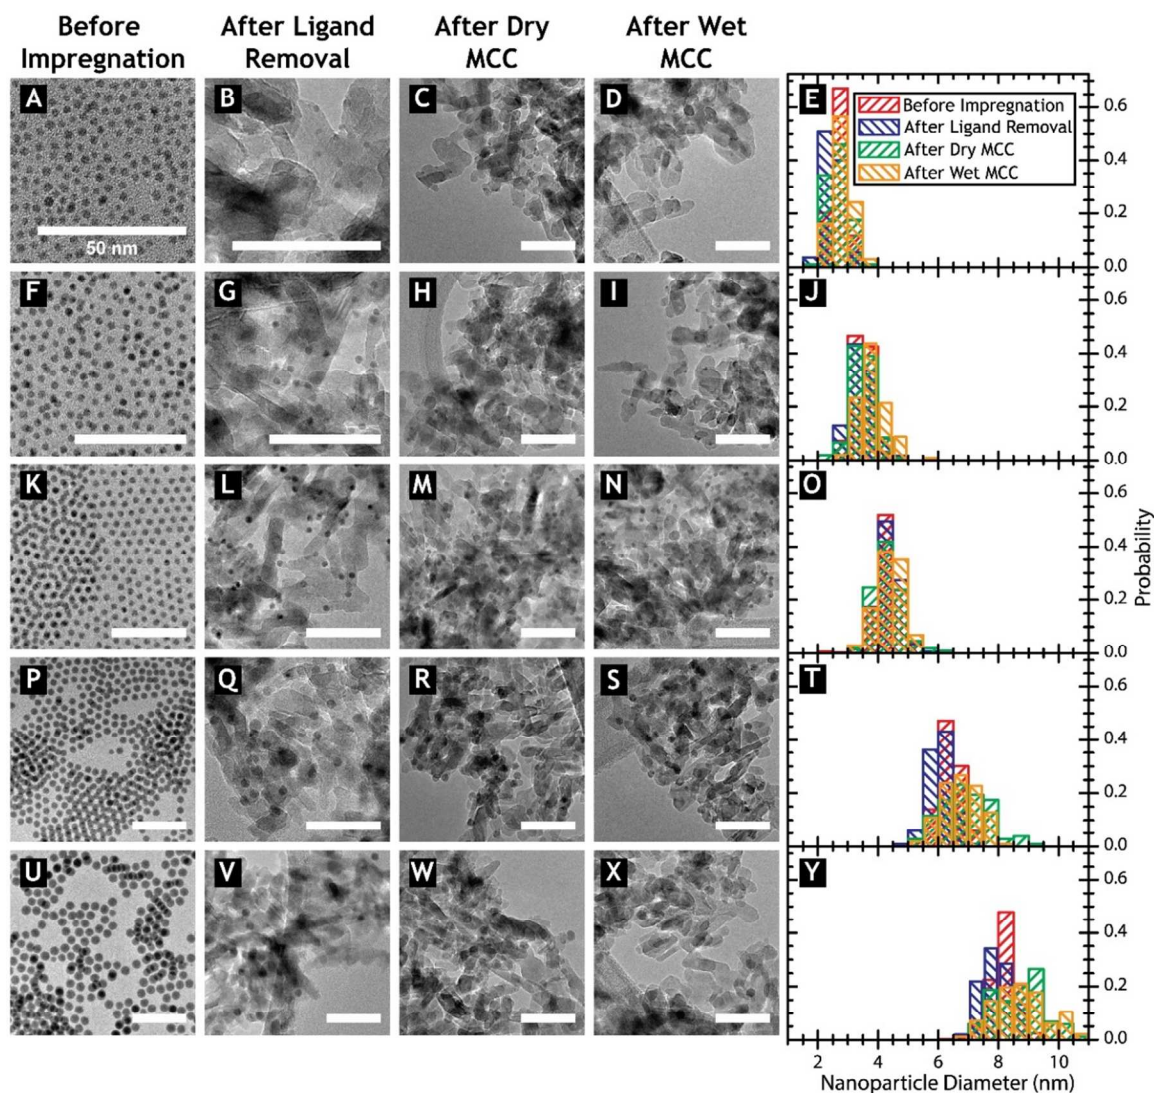 Before Impregnation
After Ligand Removal
After Dry MCC
After Wet MCC
A
50 nm
B
C
D
E
Before Impregnation
After Ligand Removal
After Dry MCC
After Wet MCC
0.6
0.4
0.2
0.0
F
G
H
I
J
0.6
0.4
0.2
0.0
K
L
M
N
O
0.6
0.4
0.2
0.0
Probability
P
Q
R
S
T
0.6
0.4
0.2
0.0
U
V
W
X
Y
0.6
0.4
0.2
0.0
2 4 6 8 10
Nanoparticle Diameter (nm)